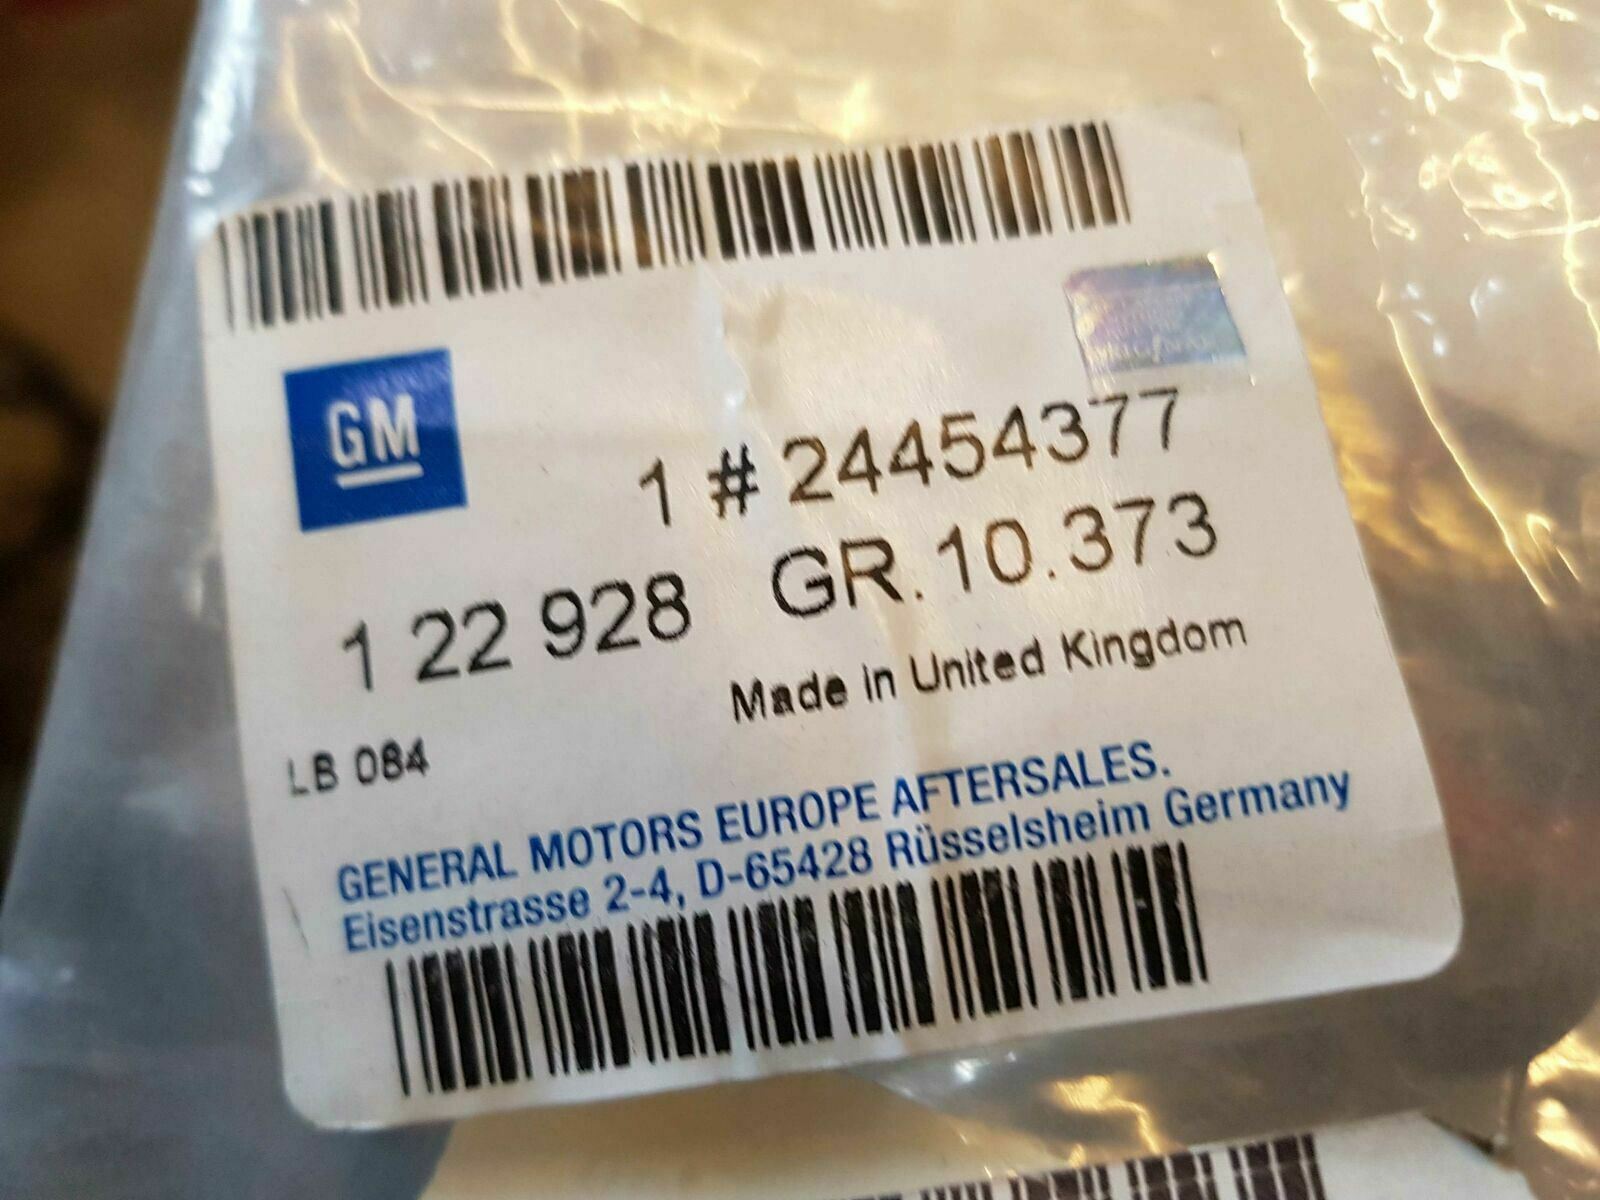 GM
1 # 24454377
1 22 928 GR. 10.373
Made in United Kingdom
LB 084
GENERAL MOTORS EUROPE AFTERSALES.
Eisenstrasse 2-4, D-65428 Rüsselsheim Germany